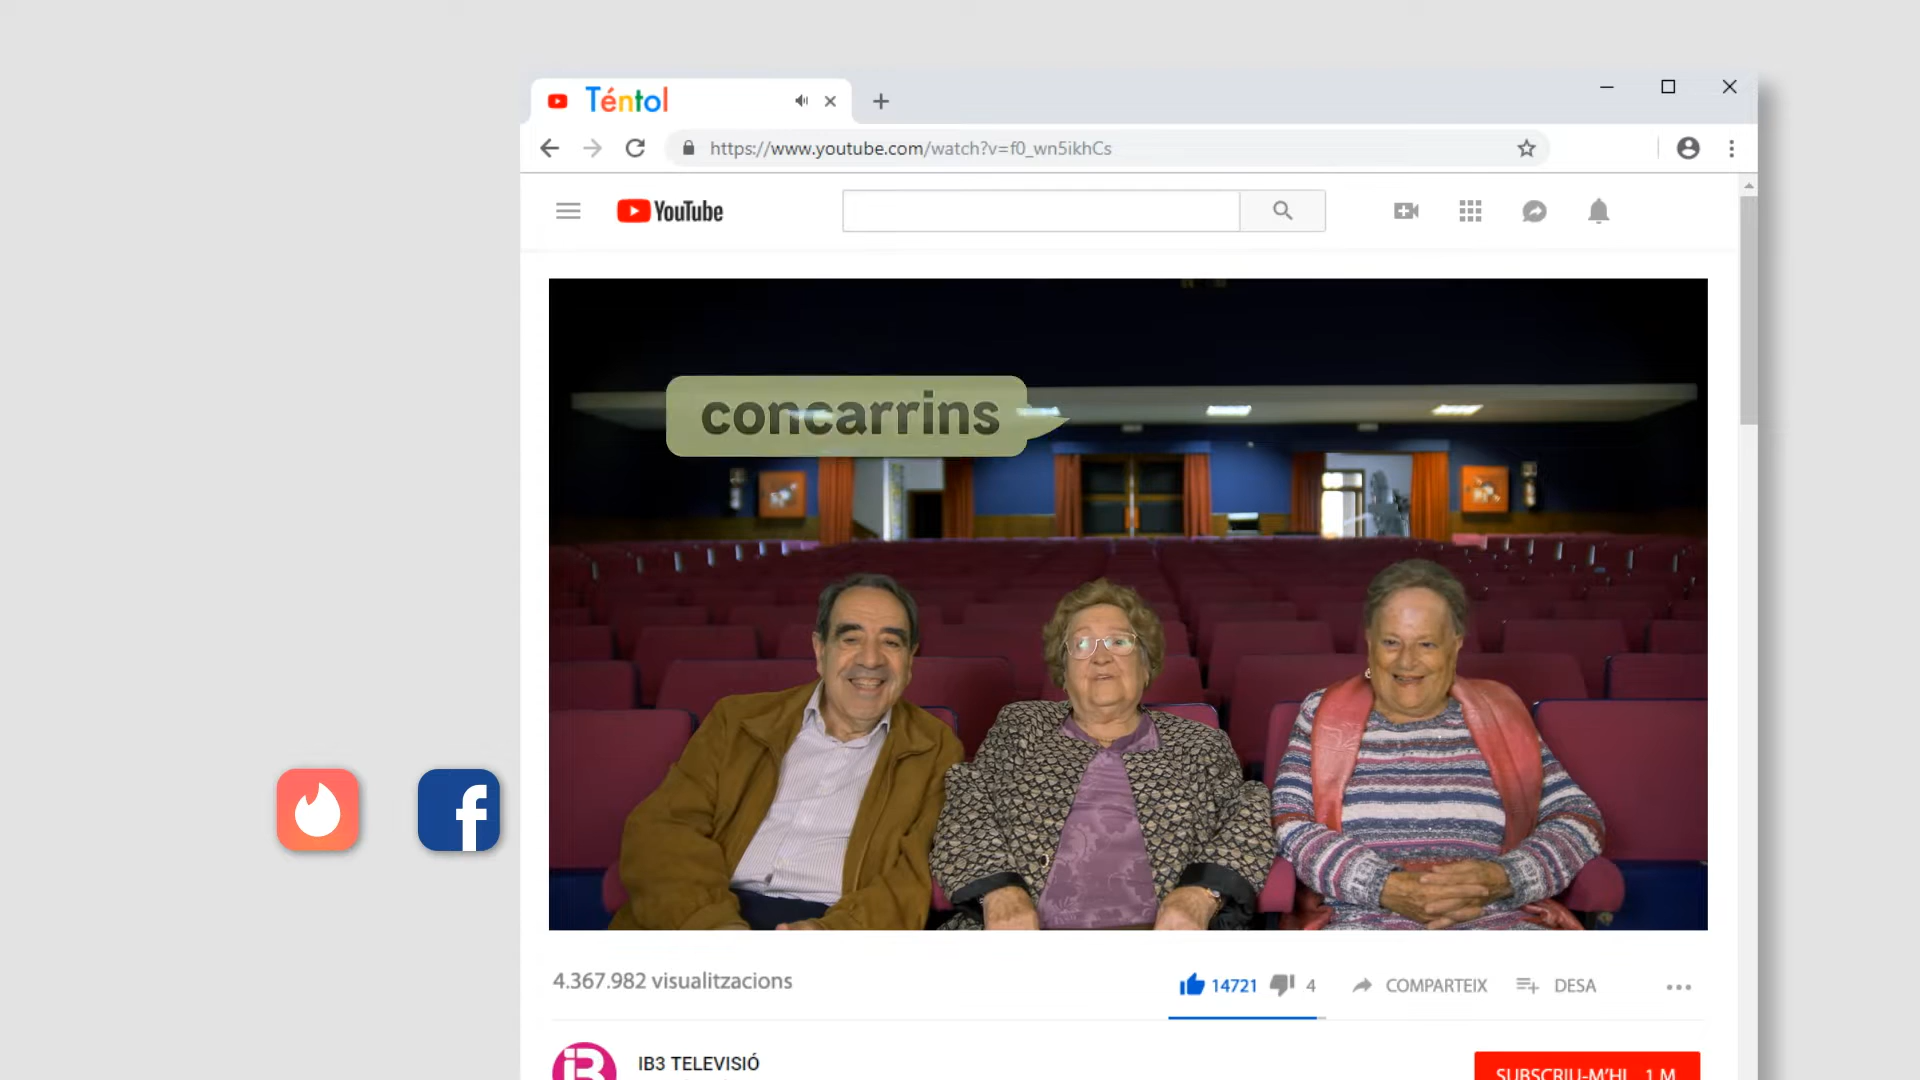 Téntol
https://www.youtube.com/watch?v=f0_wn5ikhCs
YouTube
concarrins
4.367.982 visualitzacions
14721
4
COMPARTEIX
DESA
IB3 TELEVISIÓ
SUBSCRIU-M'HI 1 M